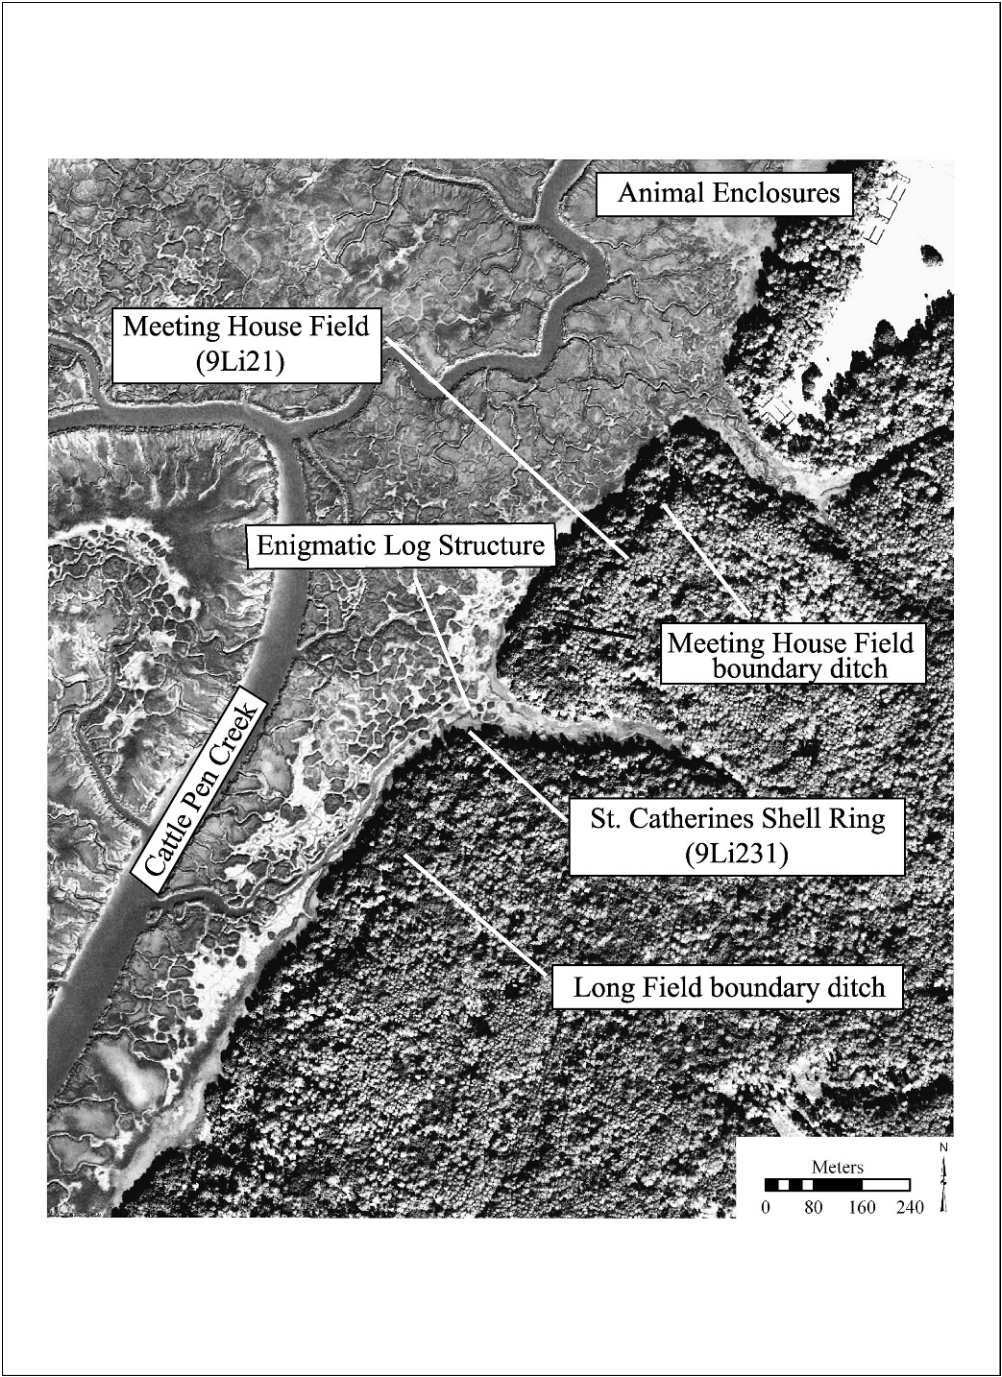 Animal Enclosures
Meeting House Field
(9Li21)
Enigmatic Log Structure
Meeting House Field
boundary ditch
Cattle Pen Creek
St. Catherines Shell Ring
(9Li231)
Long Field boundary ditch
N
Meters
0 80 160 240